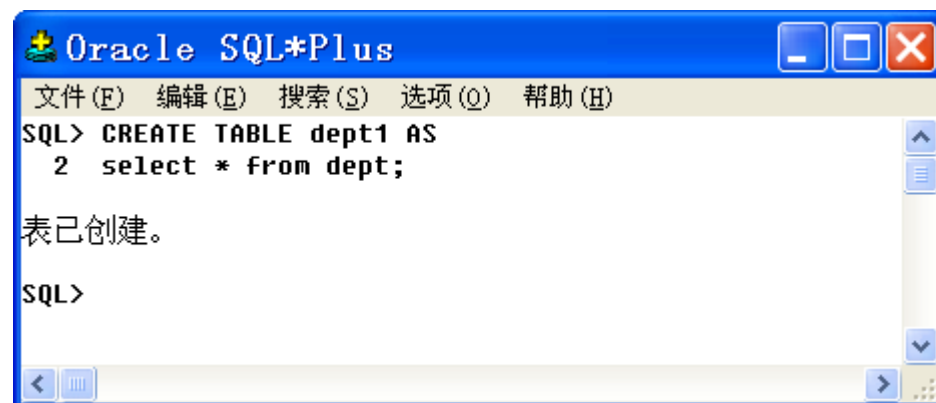 Oracle SQL*Plus
文件(F) 编辑(E) 搜索(S) 选项(O) 帮助(H)
SQL> CREATE TABLE dept1 AS
2 select * from dept;
表已创建。
SQL>